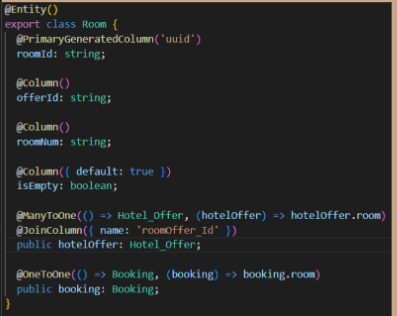 @Entity()
export class Room {
@PrimaryGeneratedColumn('uuid')
roomId: string;
@Column()
offerId: string;
@Column()
roomNum: string;
@Column({ default: true })
isEmpty: boolean;
@ManyToOne(() => Hotel_Offer, (hotelOffer) => hotelOffer.room)
@JoinColumn({ name: 'roomOffer_Id' })
public hotelOffer: Hotel_Offer;
@OneToOne(() => Booking, (booking) => booking.room)
public booking: Booking;
}